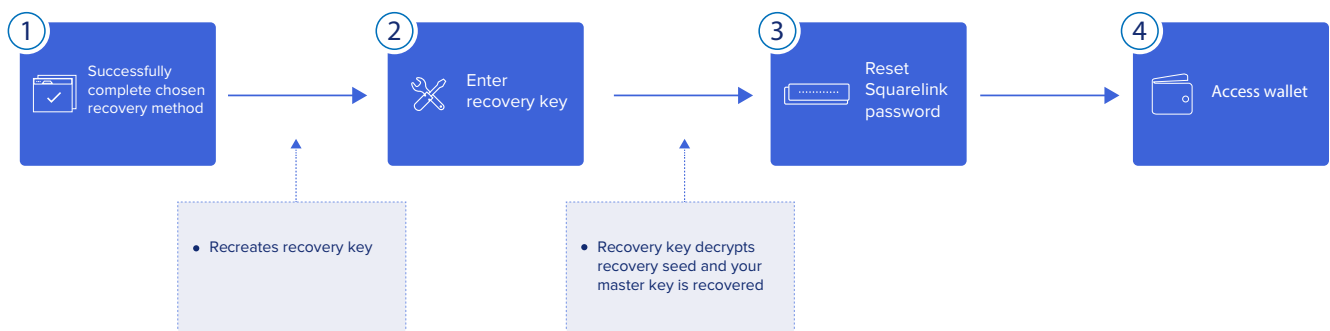 1
Successfully
complete chosen
recovery method
2
Enter
recovery key
3
Reset
Squarelink
password
4
Access wallet
• Recreates recovery key
• Recovery key decrypts
recovery seed and your
master key is recovered